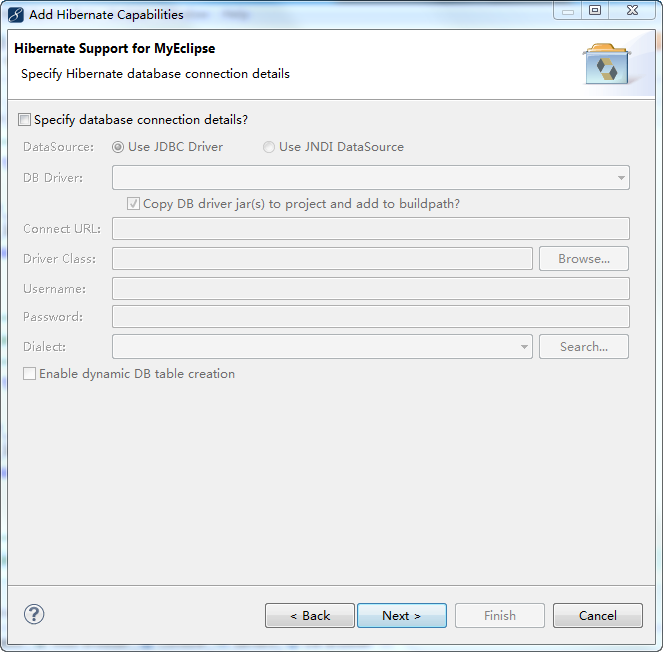 Add Hibernate Capabilities
Hibernate Support for MyEclipse
Specify Hibernate database connection details
Specify database connection details?
DataSource: Use JDBC Driver Use JNDI DataSource
DB Driver:
Copy DB driver jar(s) to project and add to buildpath?
Connect URL:
Driver Class: Browse...
Username:
Password:
Dialect: Search...
Enable dynamic DB table creation
? < Back Next > Finish Cancel